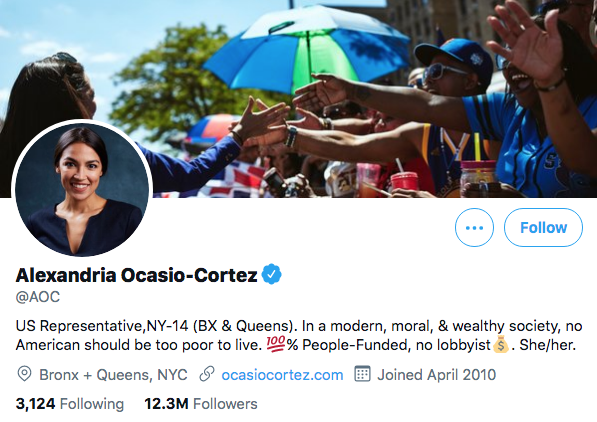 Follow
Alexandria Ocasio-Cortez
@AOC
US Representative,NY-14 (BX & Queens). In a modern, moral, & wealthy society, no
American should be too poor to live. 💯% People-Funded, no lobbyist💰. She/her.
Bronx + Queens, NYC ocasiocortez.com Joined April 2010
3,124 Following 12.3M Followers